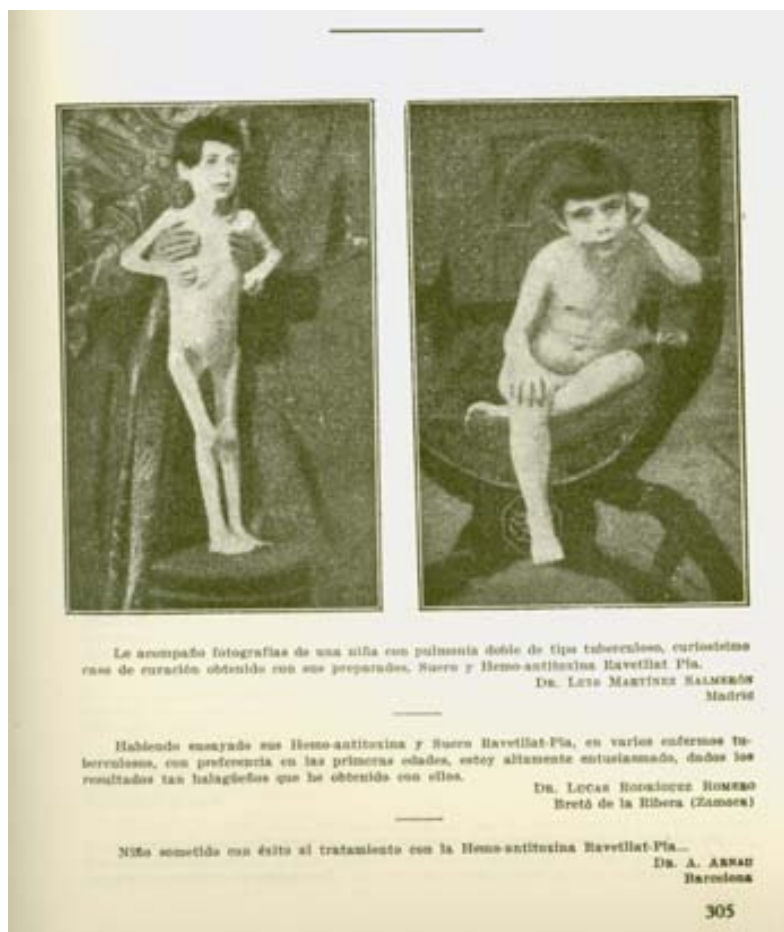 Le acompaño fotografías de una niña con pulmonía doble de tipo tuberculoso, curiosísimo
caso de curación obtenido con sus preparados, Suero y Hemo-antitoxina Ravetllat Pla.
Dr. Luis Martínez Salmerón
Madrid
Habiendo ensayado sus Hemo-antitoxina y Suero Ravetllat-Pla, en varios enfermos tu-
berculosos, con preferencia en las primeras edades, estoy altamente entusiasmado, dados los
resultados tan halagüeños que he obtenido con ellos.
Dr. Lucas Rodríguez Romero
Bretó de la Ribera (Zamora)
Niño sometido con éxito al tratamiento con la Hemo-antitoxina Ravetllat-Pla...
Dr. A. Arnau
Barcelona
305